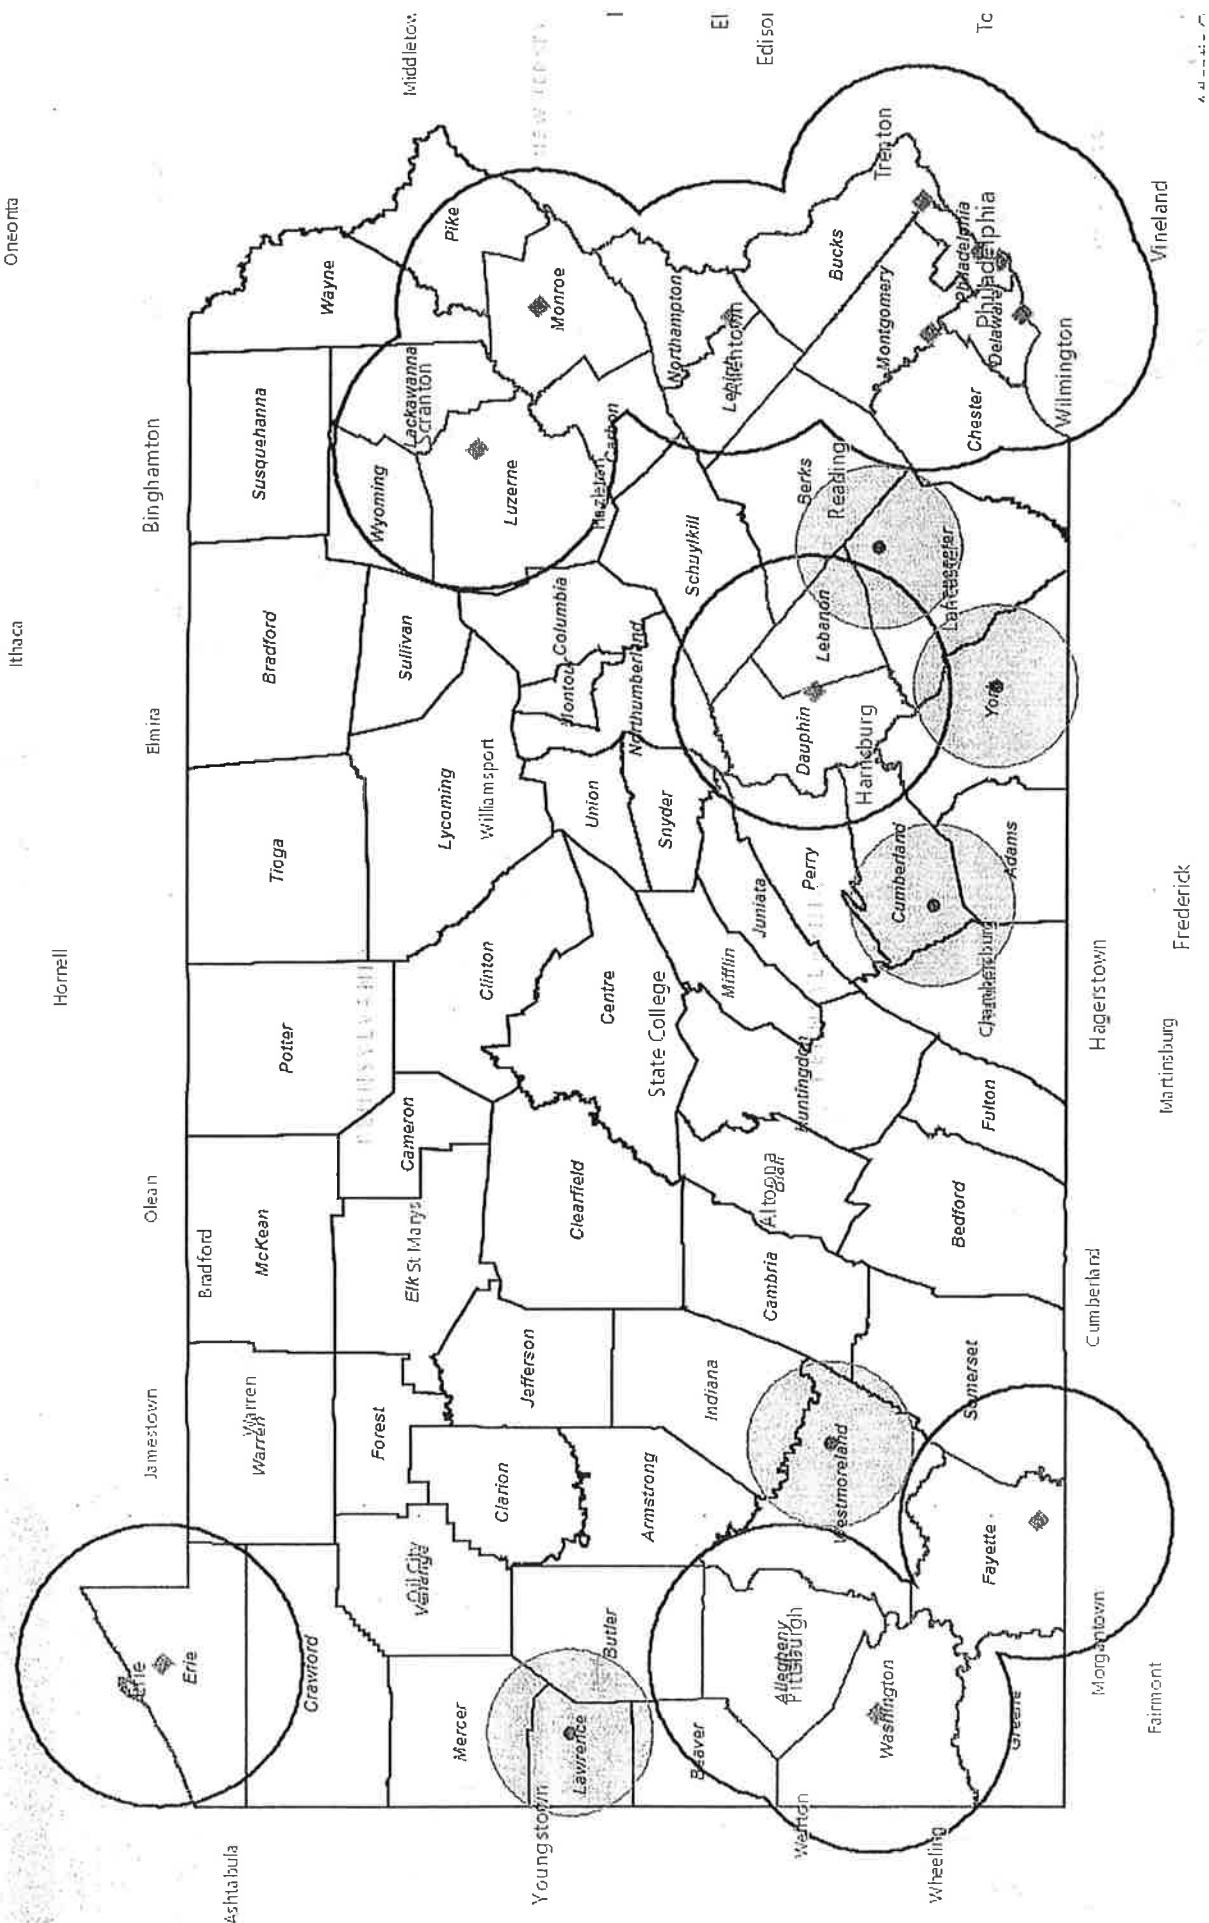 Oneonta
Ithaca
Hornell
Binghamton
Elmira
Olean
Jamestown
Ashtabula
Middletow
Edisor
Trenton
Vineland
Wilmington
Frederick
Hagerstown
Martinsburg
Cumberland
Morgantown
Fairmont
Wheeling
Weirton
Youngstown
Wayne
Susquehanna
Bradford
Tioga
Potter
McKean
Bradford
Warren
Warren
Erie
Erie
Crawford
Pike
Lackawanna
Scranton
Wyoming
Sullivan
Lycoming
Williamsport
Clinton
Cameron
Elk
St Marys
Forest
Oil City
Venango
Mercer
Monroe
Luzerne
Hazleton
Carbon
Columbia
Montour
Northumberland
Union
Snyder
Centre
State College
Clearfield
Jefferson
Clarion
Armstrong
Butler
Lawrence
Northampton
Lehigh
Allentown
Schuylkill
Berks
Reading
Lebanon
Dauphin
Harrisburg
Perry
Juniata
Mifflin
Huntingdon
Blair
Altoona
Cambria
Indiana
Westmoreland
Allegheny
Pittsburgh
Beaver
Washington
Greene
Fayette
Somerset
Bedford
Fulton
Chambersburg
Cumberland
Adams
York
Lancaster
Chester
Delaware
Philadelphia
Philadelphia
Montgomery
Bucks